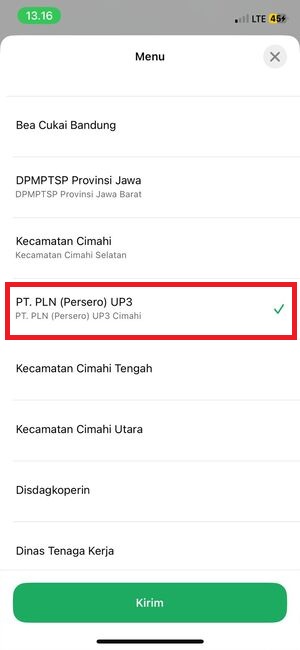 13.16
LTE 45
Menu
Bea Cukai Bandung
DPMPTSP Provinsi Jawa
DPMPTSP Provinsi Jawa Barat
Kecamatan Cimahi
Kecamatan Cimahi Selatan
PT. PLN (Persero) UP3
PT. PLN (Persero) UP3 Cimahi
Kecamatan Cimahi Tengah
Kecamatan Cimahi Utara
Disdagkoperin
Dinas Tenaga Kerja
Kirim